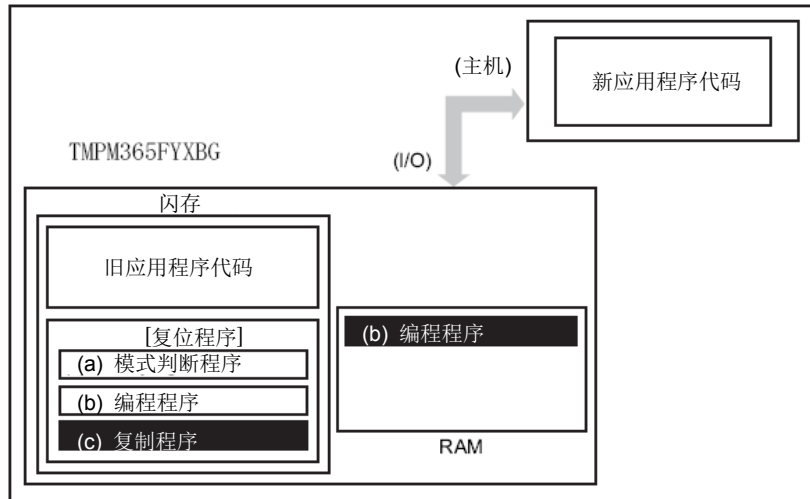 (主机)
新应用程序代码
TMPM365FYXBG
(I/O)
闪存
旧应用程序代码
[复位程序]
(a) 模式判断程序
(b) 编程程序
(c) 复制程序
(b) 编程程序
RAM